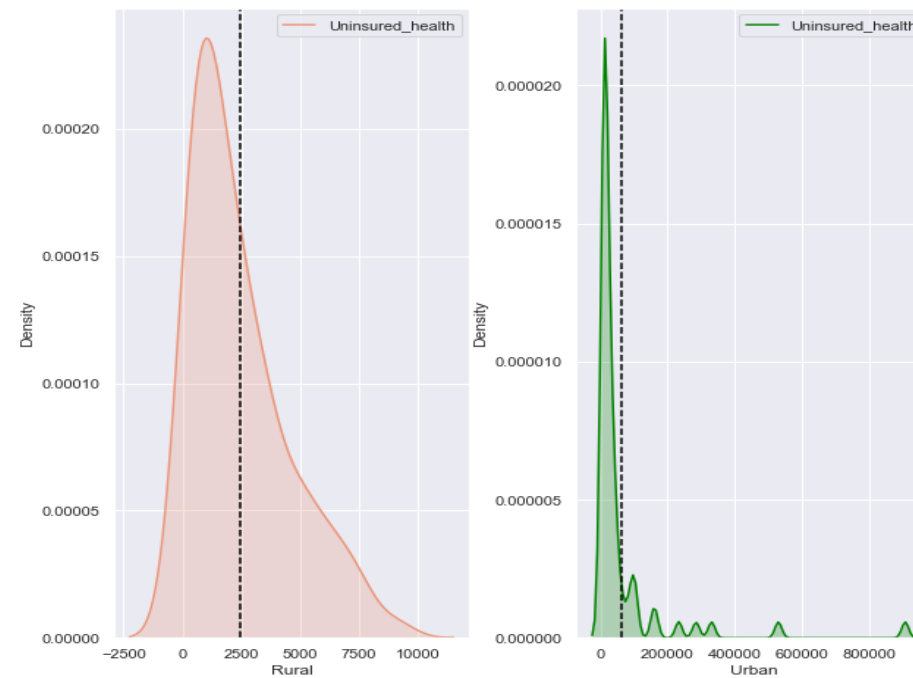 Uninsured_health
0.00020
0.00015
0.00010
0.00005
0.00000
Density
−2500 0 2500 5000 7500 10000
Rural
Uninsured_health
0.000020
0.000015
0.000010
0.000005
0.000000
Density
0 200000 400000 600000 800000
Urban